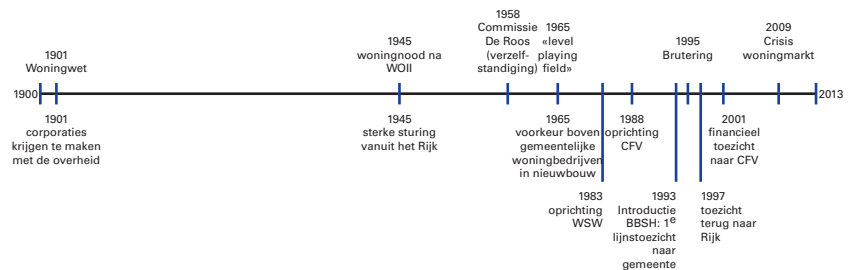 1901
Woningwet
1945
woningnood na
WOII
1958
Commissie
De Roos
(verzelf-
standiging)
1965
«level
playing
field»
1995
Brutering
2009
Crisis
woningmarkt
1900
2013
1901
corporaties
krijgen te maken
met de overheid
1945
sterke sturing
vanuit het Rijk
1965
voorkeur boven
gemeentelijke
woningbedrijven
in nieuwbouw
1988
oprichting
CFV
2001
financieel
toezicht
naar CFV
1983
oprichting
WSW
1993
Introductie
BBSH: 1e
lijnstoezicht
naar
gemeente
1997
toezicht
terug naar
Rijk